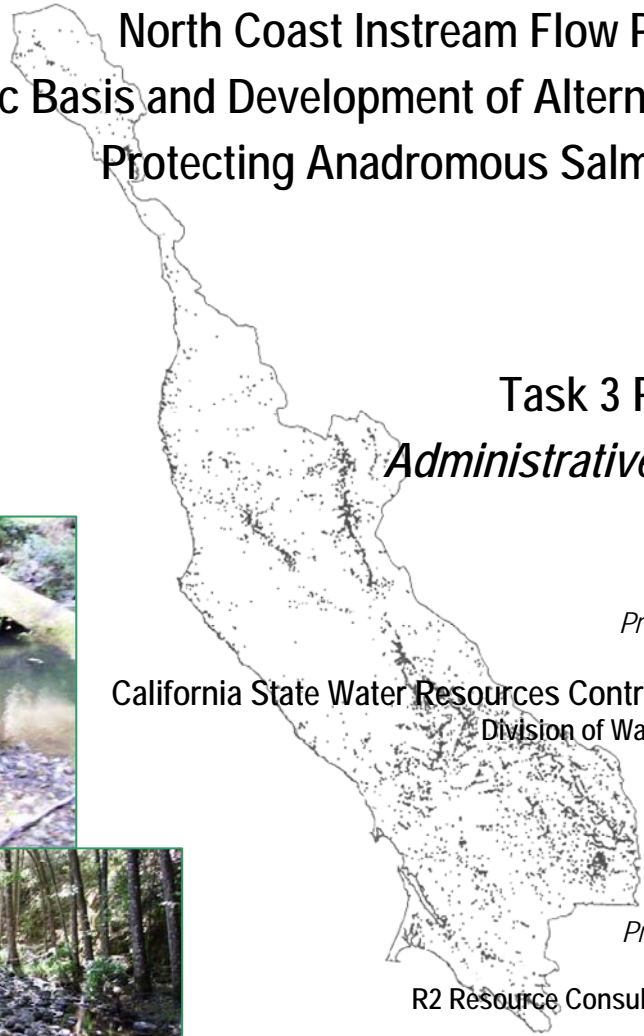 North Coast Instream Flow P
c Basis and Development of Altern
Protecting Anadromous Salm
Task 3 R
Administrative
Pr
California State Water Resources Contr
Division of Wa
Pr
R2 Resource Consul